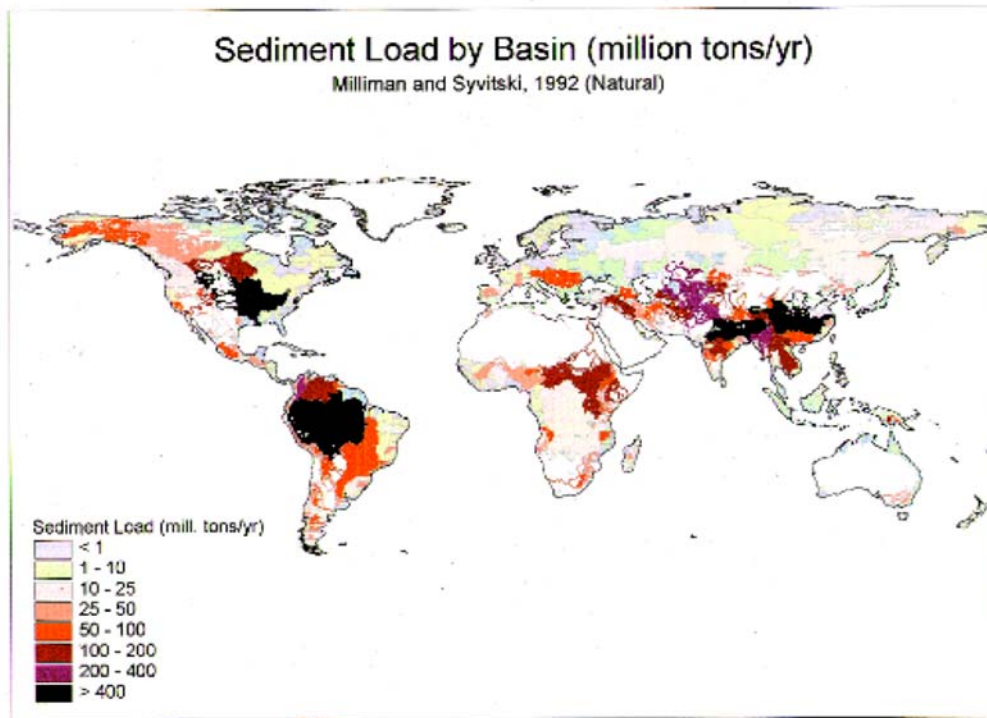 Sediment Load by Basin (million tons/yr)
Milliman and Syvitski, 1992 (Natural)
Sediment Load (mill. tons/yr)
< 1
1 - 10
10 - 25
25 - 50
50 - 100
100 - 200
200 - 400
> 400